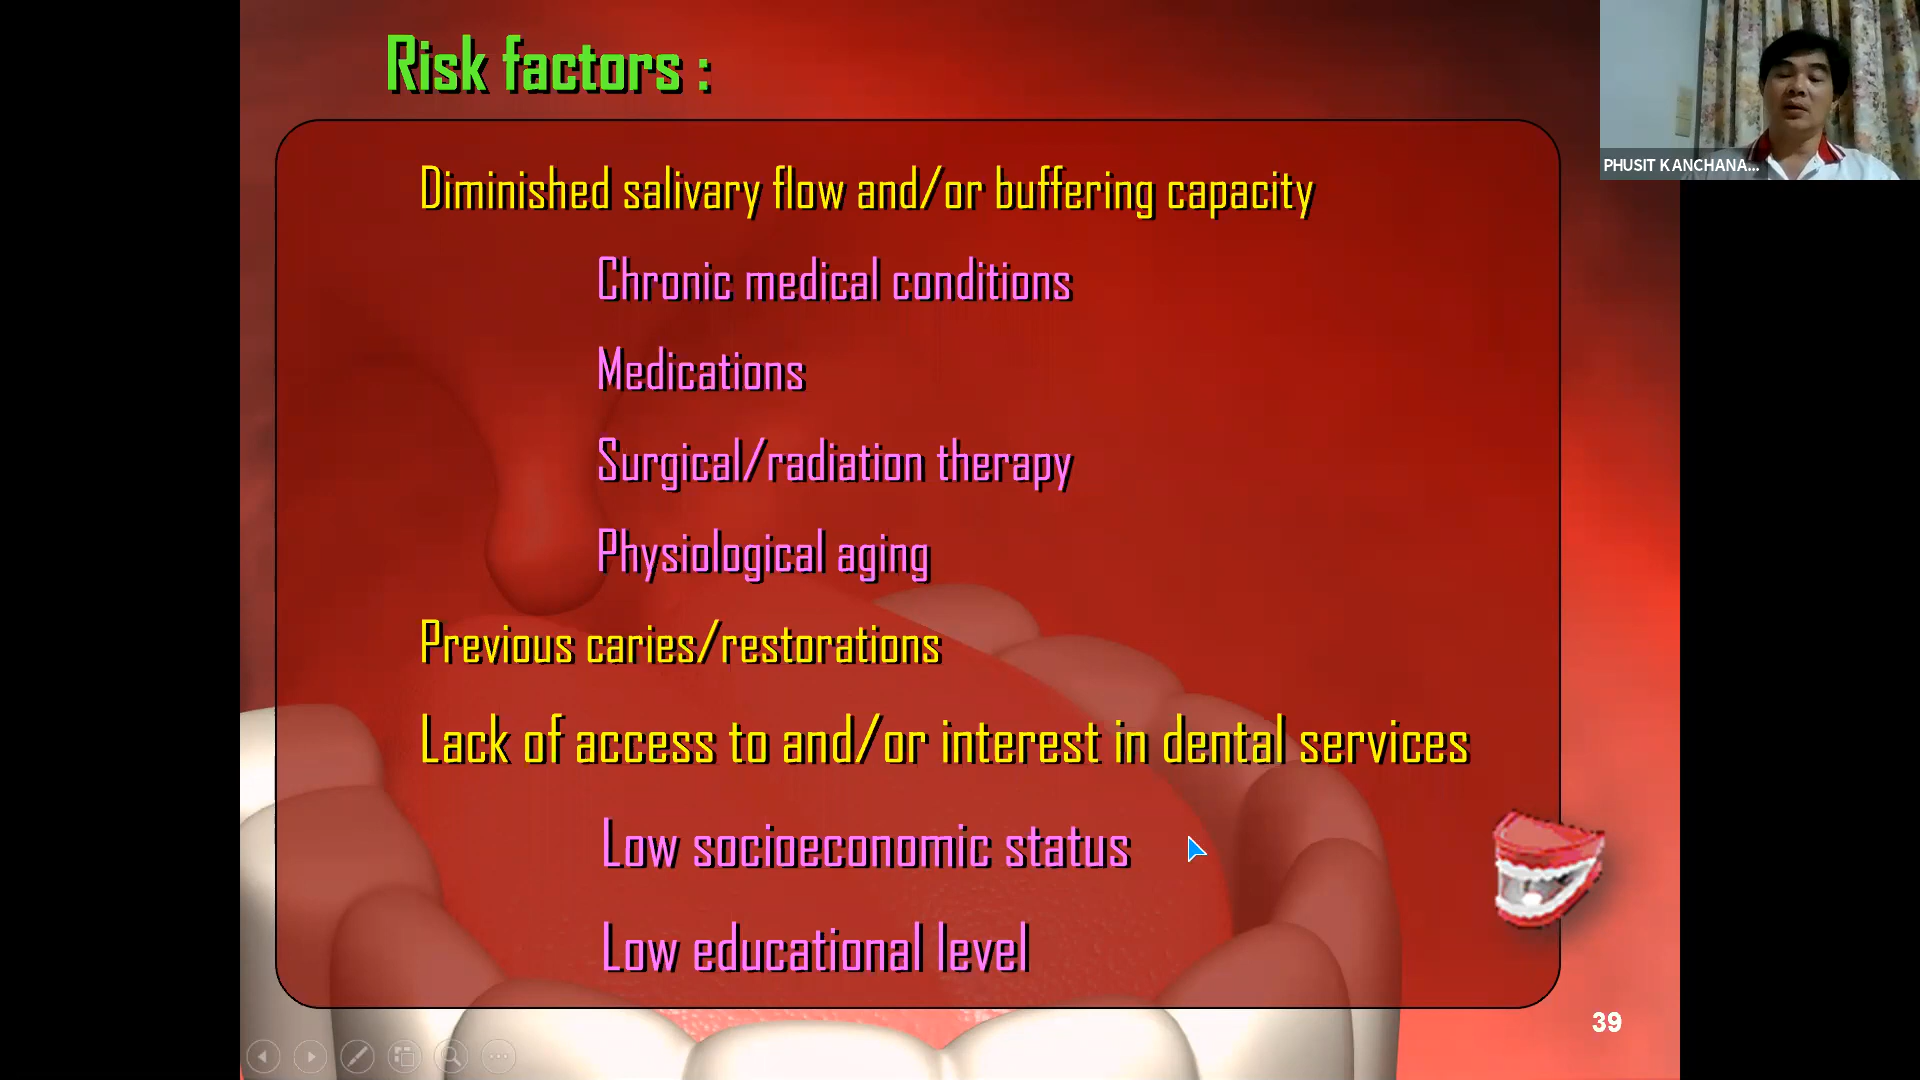 Risk factors :
PHUSIT KANCHANA...
Diminished salivary flow and/or buffering capacity
Chronic medical conditions
Medications
Surgical/radiation therapy
Physiological aging
Previous caries/restorations
Lack of access to and/or interest in dental services
Low socioeconomic status
Low educational level
39